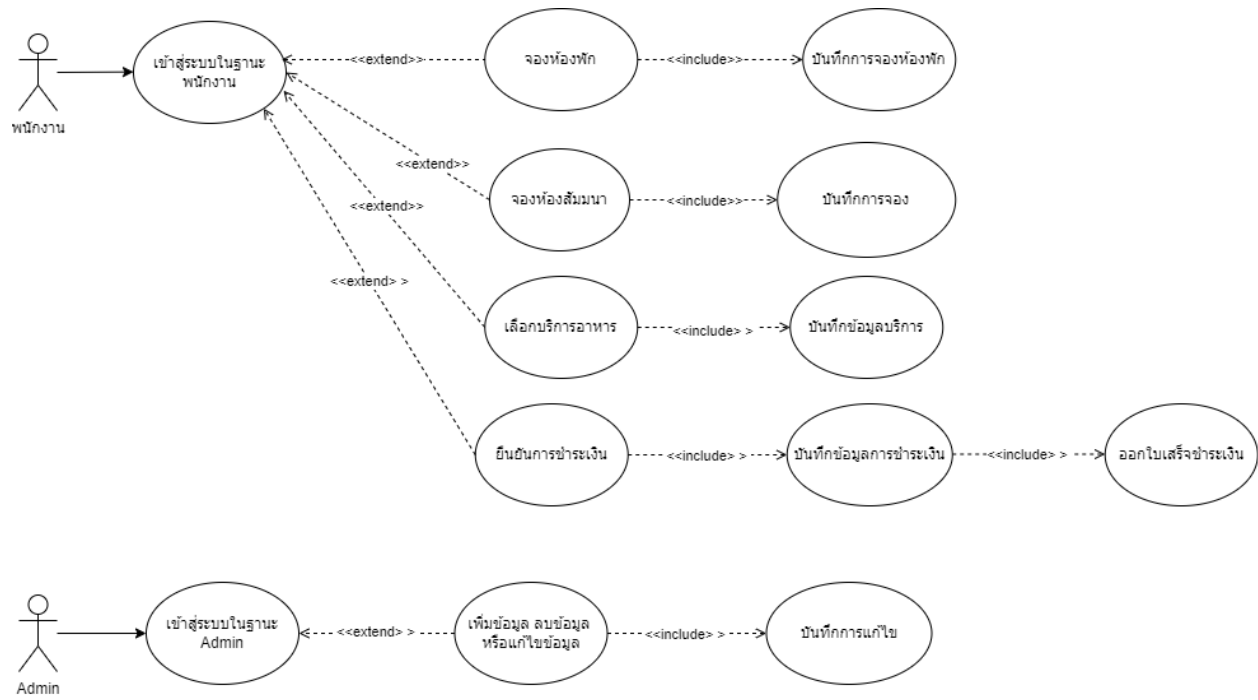 เข้าสู่ระบบในฐานะ
พนักงาน
<<extend>>
จองห้องพัก
<<include>>
บันทึกการจองห้องพัก
พนักงาน
<<extend>>
จองห้องสัมมนา
<<include>>
บันทึกการจอง
<<extend>>
<<extend> >
เลือกบริการอาหาร
<<include> >
บันทึกข้อมูลบริการ
ยืนยันการชำระเงิน
<<include> >
บันทึกข้อมูลการชำระเงิน
<<include> >
ออกใบเสร็จชำระเงิน
เข้าสู่ระบบในฐานะ
Admin
<<extend> >
เพิ่มข้อมูล ลบข้อมูล
หรือแก้ไขข้อมูล
<<include> >
บันทึกการแก้ไข
Admin